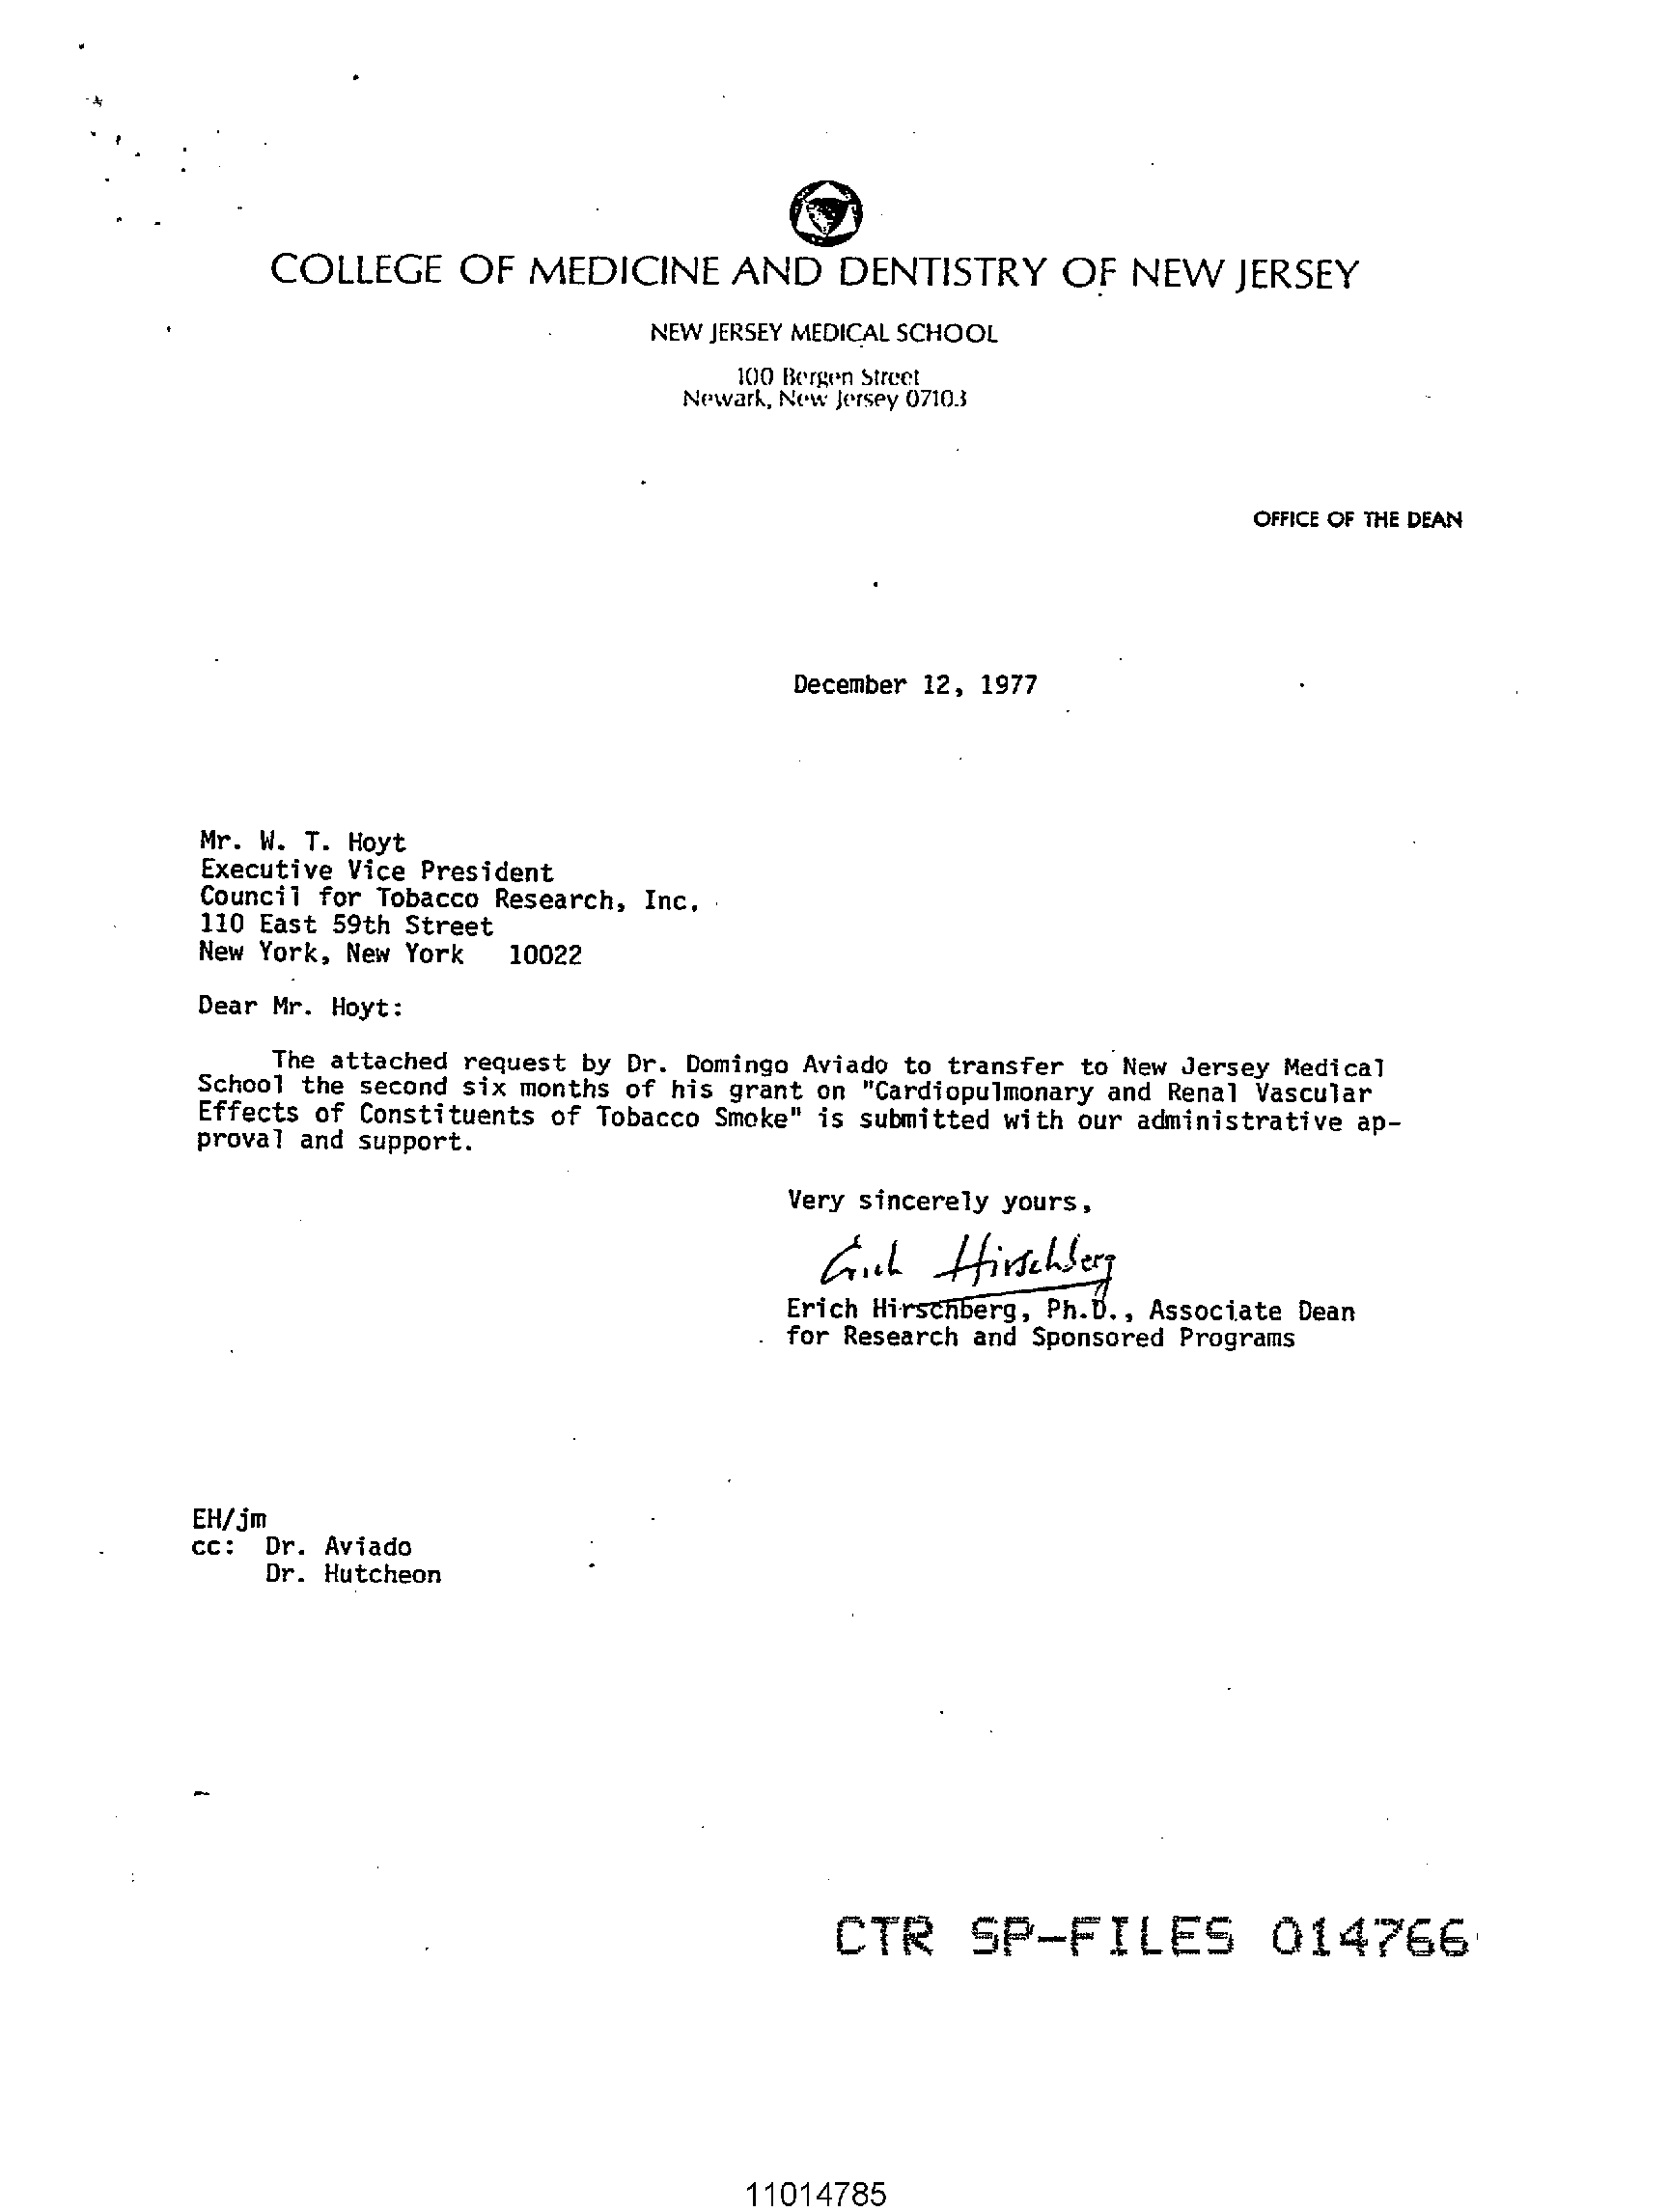 COLLEGE OF MEDICINE AND DENTISTRY OF NEW JERSEY
NEW JERSEY MEDICAL SCHOOL
100 Bergen Street
Newark, New Jersey 07103
OFFICE OF THE DEAN
December 12, 1977
Mr. W. T. Hoyt
Executive Vice President
Council for Tobacco Research, Inc.
110 East 59th Street
New York, New York 10022
Dear Mr. Hoyt:
The attached request by Dr. Domingo Aviado to transfer to New Jersey Medical
School the second six months of his grant on "Cardiopulmonary and Renal Vascular
Effects of Constituents of Tobacco Smoke" is submitted with our administrative ap-
proval and support.
Very sincerely yours,
Erich Hirschberg
Erich Hirschberg, Ph.D., Associate Dean
for Research and Sponsored Programs
EH/jm
cc: Dr. Aviado
Dr. Hutcheon
CTR SP-FILES 014766
11014785